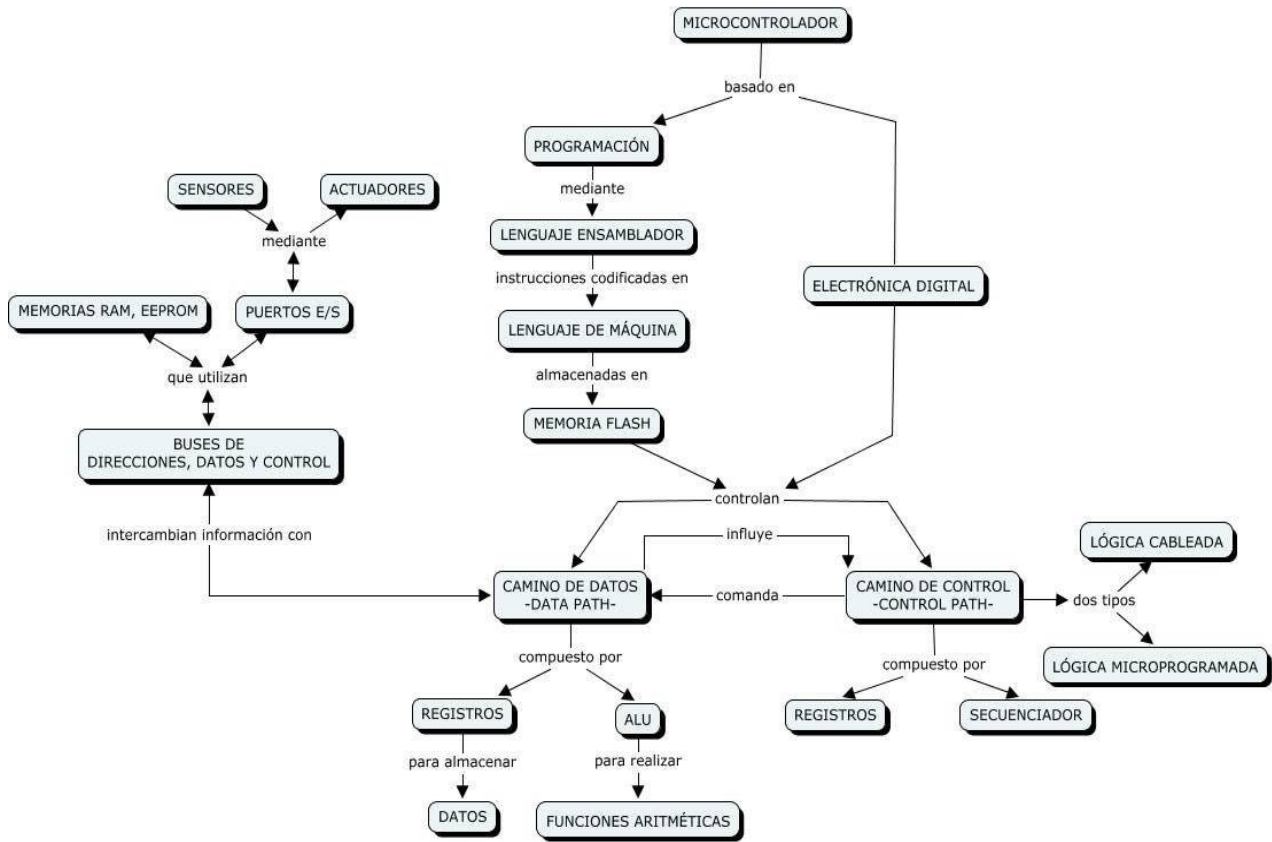 MICROCONTROLADOR
basado en
PROGRAMACIÓN
mediante
SENSORES
ACTUADORES
LENGUAJE ENSAMBLADOR
mediante
instrucciones codificadas en
ELECTRÓNICA DIGITAL
MEMORIAS RAM, EEPROM
PUERTOS E/S
LENGUAJE DE MÁQUINA
que utilizan
almacenadas en
MEMORIA FLASH
BUSES DE
DIRECCIONES, DATOS Y CONTROL
controlan
intercambian información con
influye
LÓGICA CABLEADA
CAMINO DE DATOS
-DATA PATH-
comanda
CAMINO DE CONTROL
-CONTROL PATH-
dos tipos
compuesto por
compuesto por
LÓGICA MICROPROGRAMADA
REGISTROS
ALU
REGISTROS
SECUENCIADOR
para almacenar
para realizar
DATOS
FUNCIONES ARITMÉTICAS